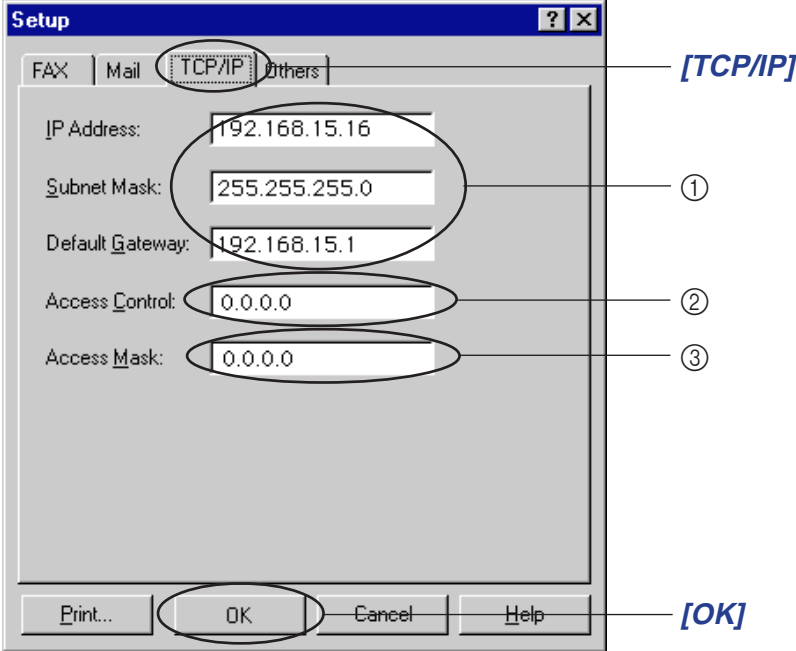 Setup
FAX Mail TCP/IP Others [TCP/IP]
IP Address: 192.168.15.16
Subnet Mask: 255.255.255.0 ①
Default Gateway: 192.168.15.1
Access Control: 0.0.0.0 ②
Access Mask: 0.0.0.0 ③
Print... OK Cancel Help [OK]